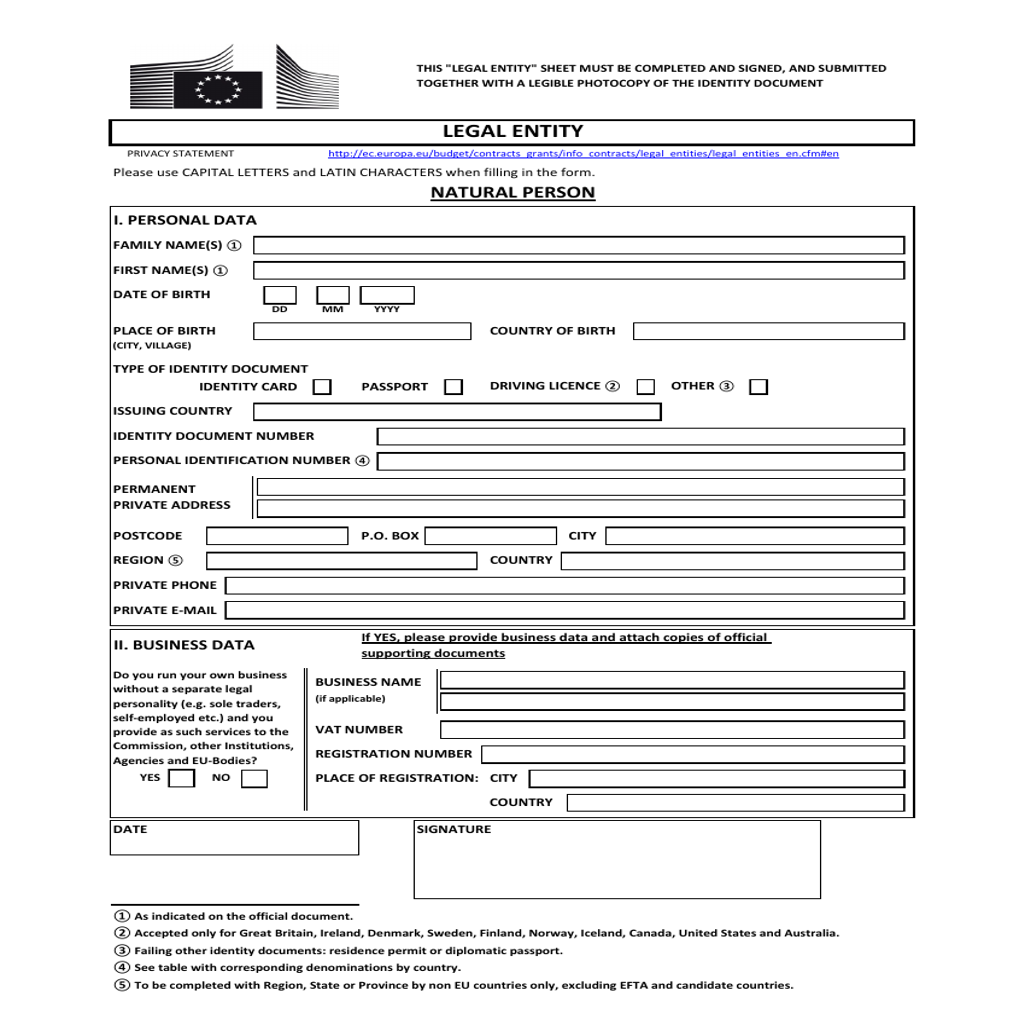 THIS "LEGAL ENTITY" SHEET MUST BE COMPLETED AND SIGNED, AND SUBMITTED
TOGETHER WITH A LEGIBLE PHOTOCOPY OF THE IDENTITY DOCUMENT
LEGAL ENTITY
PRIVACY STATEMENT http://ec.europa.eu/budget/contracts_grants/info_contracts/legal_entities/legal_entities_en.cfm#en
Please use CAPITAL LETTERS and LATIN CHARACTERS when filling in the form.
NATURAL PERSON
I. PERSONAL DATA
FAMILY NAME(S) ①
FIRST NAME(S) ①
DATE OF BIRTH
DD MM YYYY
PLACE OF BIRTH COUNTRY OF BIRTH
(CITY, VILLAGE)
TYPE OF IDENTITY DOCUMENT
IDENTITY CARD PASSPORT DRIVING LICENCE ② OTHER ③
ISSUING COUNTRY
IDENTITY DOCUMENT NUMBER
PERSONAL IDENTIFICATION NUMBER ④
PERMANENT
PRIVATE ADDRESS
POSTCODE P.O. BOX CITY
REGION ⑤ COUNTRY
PRIVATE PHONE
PRIVATE E-MAIL
II. BUSINESS DATA
If YES, please provide business data and attach copies of official
supporting documents
Do you run your own business
without a separate legal
personality (e.g. sole traders,
self-employed etc.) and you
provide as such services to the
Commission, other Institutions,
Agencies and EU-Bodies?
YES NO
BUSINESS NAME
(if applicable)
VAT NUMBER
REGISTRATION NUMBER
PLACE OF REGISTRATION: CITY
COUNTRY
DATE
SIGNATURE
① As indicated on the official document.
② Accepted only for Great Britain, Ireland, Denmark, Sweden, Finland, Norway, Iceland, Canada, United States and Australia.
③ Failing other identity documents: residence permit or diplomatic passport.
④ See table with corresponding denominations by country.
⑤ To be completed with Region, State or Province by non EU countries only, excluding EFTA and candidate countries.